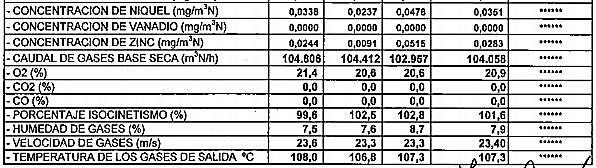 - CONCENTRACION DE NIQUEL (mg/m³N) 0,0338 0,0237 0,0476 0,0351 ******
- CONCENTRACION DE VANADIO (mg/m³N) 0,0000 0,0000 0,0000 0,0000 ******
- CONCENTRACION DE ZINC (mg/m³N) 0,0244 0,0091 0,0515 0,0283 ******
- CAUDAL DE GASES BASE SECA (m³N/h) 104.806 104.412 102.957 104.058 ******
- O2 (%) 21,4 20,6 20,6 20,9 ******
- CO2 (%) 0,0 0,0 0,0 0,0 ******
- CO (%) 0,0 0,0 0,0 0,0 ******
- PORCENTAJE ISOCINETISMO (%) 99,6 102,5 102,8 101,6 ******
- HUMEDAD DE GASES (%) 7,5 7,6 8,7 7,9 ******
- VELOCIDAD DE GASES (m/s) 23,6 23,3 23,3 23,40 ******
- TEMPERATURA DE LOS GASES DE SALIDA ºC 108,0 106,8 107,3 107,3 ******